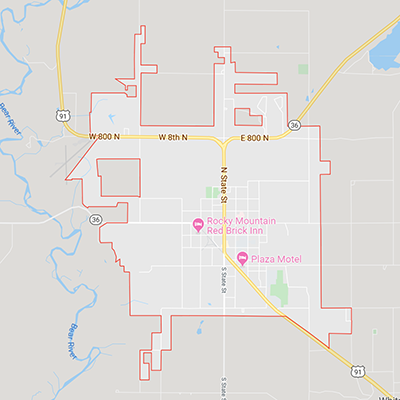 36
Bear River
91
W 800 N
W 8th N
E 800 N
N State St
36
Rocky Mountain
Red Brick Inn
Plaza Motel
S State St
Bear River
91
S State St